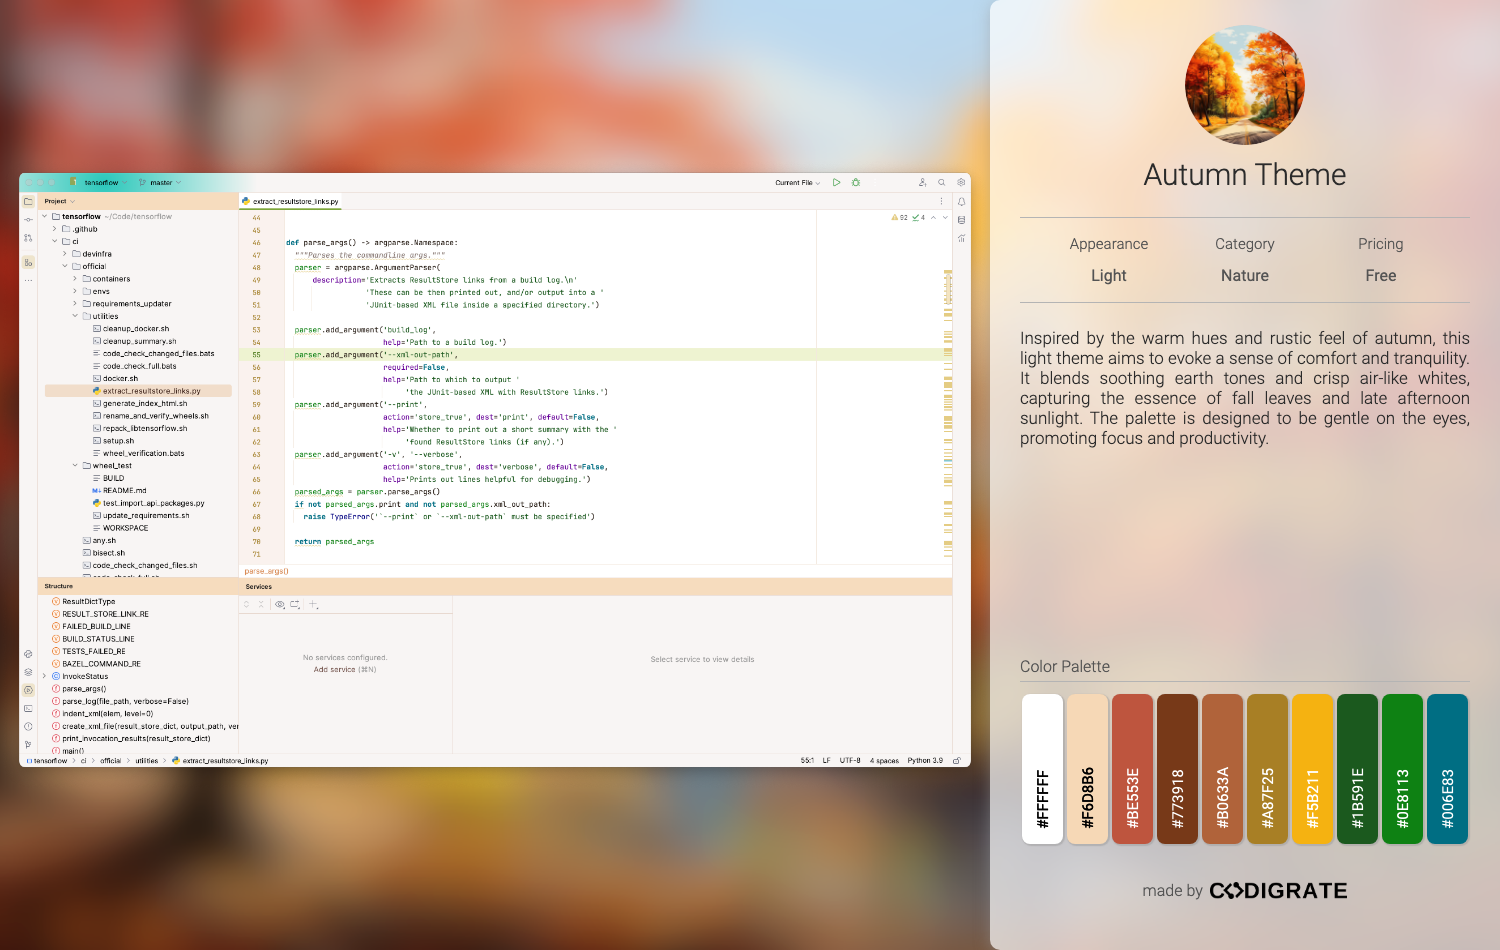 tensorflow
master
Current File
Project
extract_resultstore_links.py
tensorflow ~/Code/tensorflow
.github
ci
devinfra
official
containers
envs
requirements_updater
utilities
cleanup_docker.sh
cleanup_summary.sh
code_check_changed_files.bats
code_check_full.bats
docker.sh
extract_resultstore_links.py
generate_index_html.sh
rename_and_verify_wheels.sh
repack_libtensorflow.sh
setup.sh
wheel_verification.bats
wheel_test
BUILD
README.md
test_import_api_packages.py
update_requirements.sh
WORKSPACE
any.sh
bisect.sh
code_check_changed_files.sh
92 4
44
45
46 def parse_args() -> argparse.Namespace:
47 """Parses the commandline args."""
48 parser = argparse.ArgumentParser(
49 description='Extracts ResultStore links from a build log.\n'
50 'These can be then printed out, and/or output into a '
51 'JUnit-based XML file inside a specified directory.')
52
53 parser.add_argument('build_log',
54 help='Path to a build log.')
55 parser.add_argument('--xml-out-path',
56 required=False,
57 help='Path to which to output '
58 'the JUnit-based XML with ResultStore links.')
59 parser.add_argument('--print',
60 action='store_true', dest='print', default=False,
61 help='Whether to print out a short summary with the '
62 'found ResultStore links (if any).')
63 parser.add_argument('-v', '--verbose',
64 action='store_true', dest='verbose', default=False,
65 help='Prints out lines helpful for debugging.')
66 parsed_args = parser.parse_args()
67 if not parsed_args.print and not parsed_args.xml_out_path:
68 raise TypeError('`--print` or `--xml-out-path` must be specified')
69
70 return parsed_args
71
parse_args()
Structure
ResultDictType
RESULT_STORE_LINK_RE
FAILED_BUILD_LINE
BUILD_STATUS_LINE
TESTS_FAILED_RE
BAZEL_COMMAND_RE
InvokeStatus
parse_args()
parse_log(file_path, verbose=False)
indent_xml(elem, level=0)
create_xml_file(result_store_dict, output_path, ver
print_invocation_results(result_store_dict)
main()
Services
No services configured.
Add service (⌘N)
Select service to view details
tensorflow > ci > official > utilities > extract_resultstore_links.py
55:1 LF UTF-8 4 spaces Python 3.9
Autumn Theme
Appearance Category Pricing
Light Nature Free
Inspired by the warm hues and rustic feel of autumn, this
light theme aims to evoke a sense of comfort and tranquility.
It blends soothing earth tones and crisp air-like whites,
capturing the essence of fall leaves and late afternoon
sunlight. The palette is designed to be gentle on the eyes,
promoting focus and productivity.
Color Palette
#FFFFFF
#F6D8B6
#BE553E
#773918
#B0633A
#A87F25
#F5B211
#1B591E
#0E8113
#006E83
made by CODIGRATE